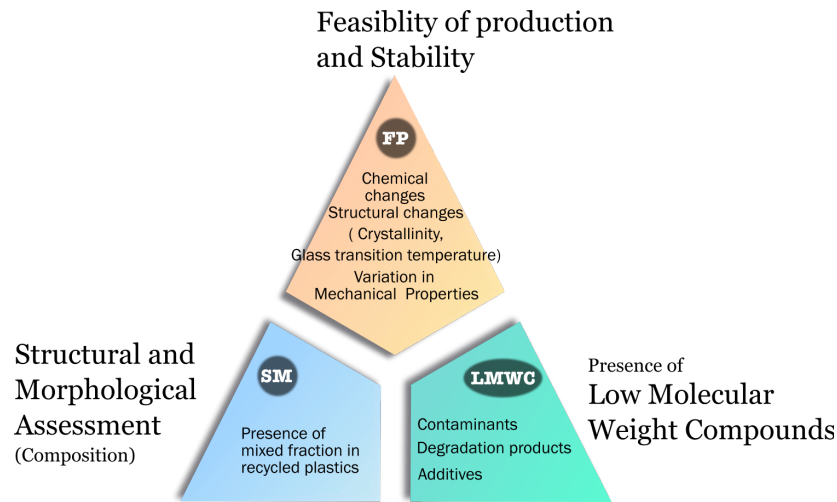 Feasiblity of production
and Stability
FP
Chemical
changes
Structural changes
( Crystallinity,
Glass transition temperature)
Variation in
Mechanical Properties
Structural and
Morphological
Assessment
(Composition)
SM
Presence of
mixed fraction in
recycled plastics
LMWC
Contaminants
Degradation products
Additives
Presence of
Low Molecular
Weight Compounds